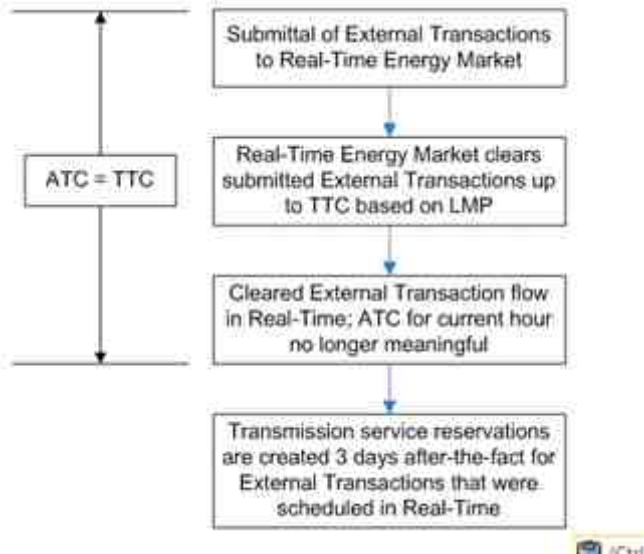 Submittal of External Transactions
to Real-Time Energy Market
ATC = TTC
Real-Time Energy Market clears
submitted External Transactions up
to TTC based on LMP
Cleared External Transaction flow
in Real-Time; ATC for current hour
no longer meaningful
Transmission service reservations
are created 3 days after-the-fact for
External Transactions that were
scheduled in Real-Time